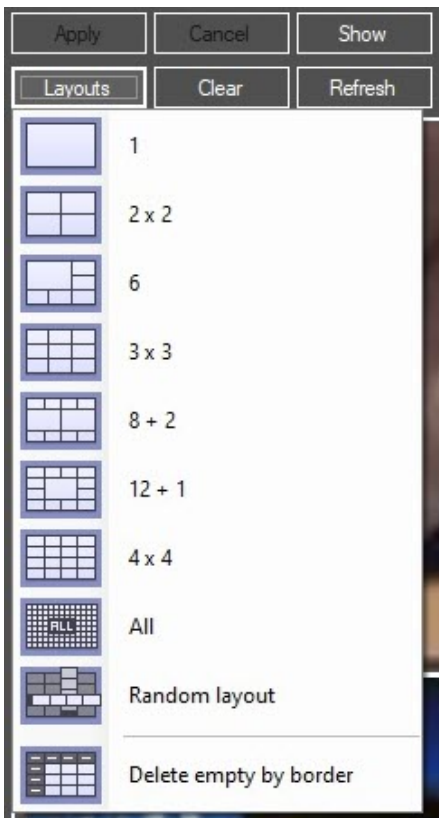 Apply Cancel Show
Layouts Clear Refresh
1
2 x 2
6
3 x 3
8 + 2
12 + 1
4 x 4
ALL All
Random layout
Delete empty by border